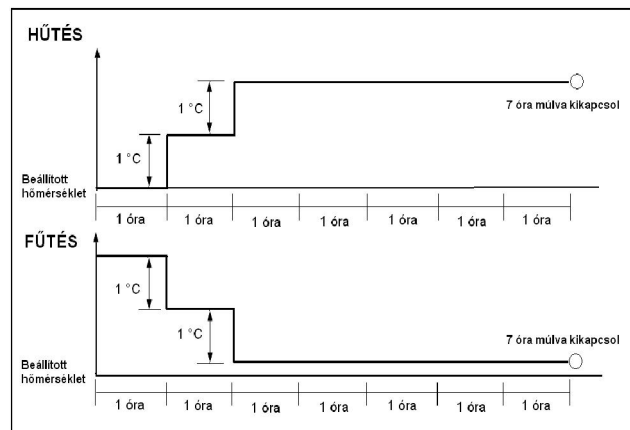 HŰTÉS
1 °C
7 óra múlva kikapcsol
1 °C
Beállított
hőmérséklet
1 óra 1 óra 1 óra 1 óra 1 óra 1 óra 1 óra
FŰTÉS
1 °C
1 °C
7 óra múlva kikapcsol
Beállított
hőmérséklet
1 óra 1 óra 1 óra 1 óra 1 óra 1 óra 1 óra